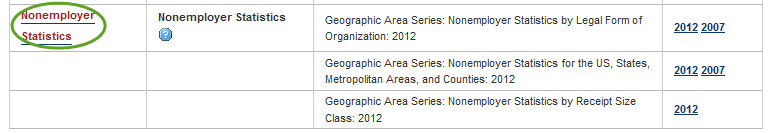 Nonemployer
Statistics
Nonemployer Statistics
Geographic Area Series: Nonemployer Statistics by Legal Form of
Organization: 2012
2012 2007
Geographic Area Series: Nonemployer Statistics for the US, States,
Metropolitan Areas, and Counties: 2012
2012 2007
Geographic Area Series: Nonemployer Statistics by Receipt Size
Class: 2012
2012